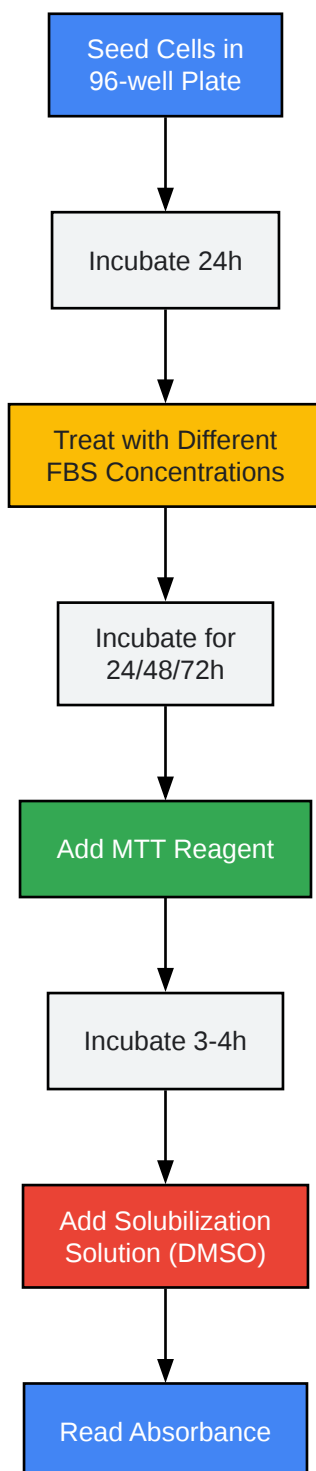 Seed Cells in
96-well Plate
Incubate 24h
Treat with Different
FBS Concentrations
Incubate for
24/48/72h
Add MTT Reagent
Incubate 3-4h
Add Solubilization
Solution (DMSO)
Read Absorbance